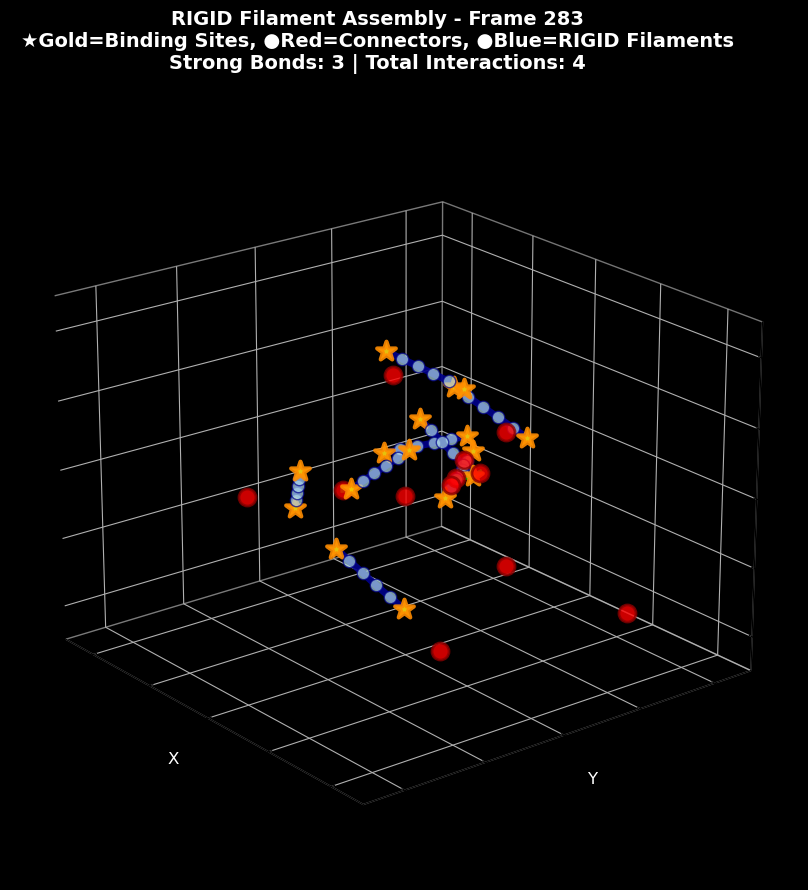 RIGID Filament Assembly - Frame 283
★Gold=Binding Sites, ●Red=Connectors, ●Blue=RIGID Filaments
Strong Bonds: 3 | Total Interactions: 4
X
Y